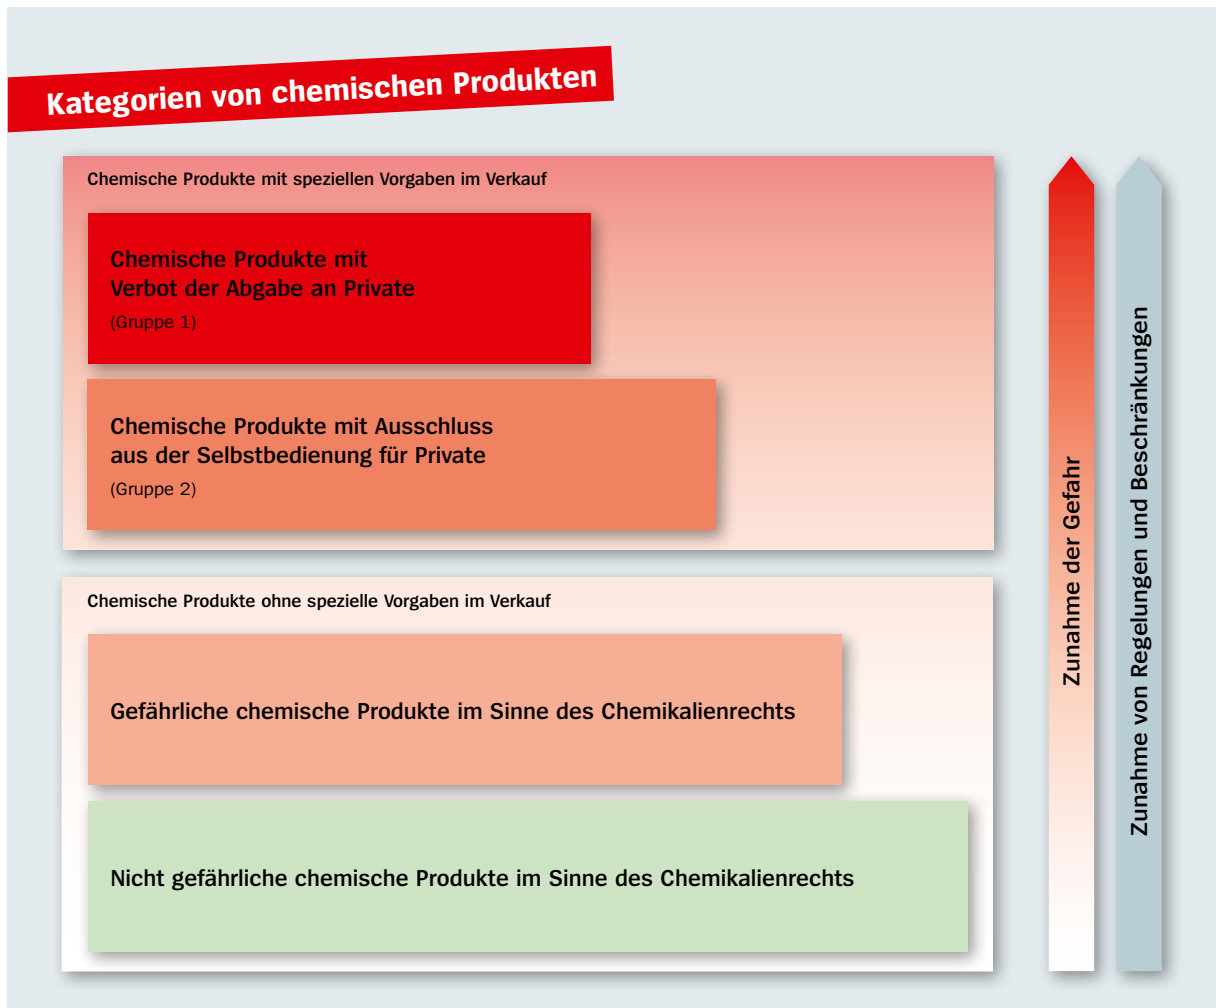 Kategorien von chemischen Produkten
Chemische Produkte mit speziellen Vorgaben im Verkauf
Chemische Produkte mit
Verbot der Abgabe an Private
(Gruppe 1)
Chemische Produkte mit Ausschluss
aus der Selbstbedienung für Private
(Gruppe 2)
Chemische Produkte ohne spezielle Vorgaben im Verkauf
Gefährliche chemische Produkte im Sinne des Chemikalienrechts
Nicht gefährliche chemische Produkte im Sinne des Chemikalienrechts
Zunahme der Gefahr
Zunahme von Regelungen und Beschränkungen